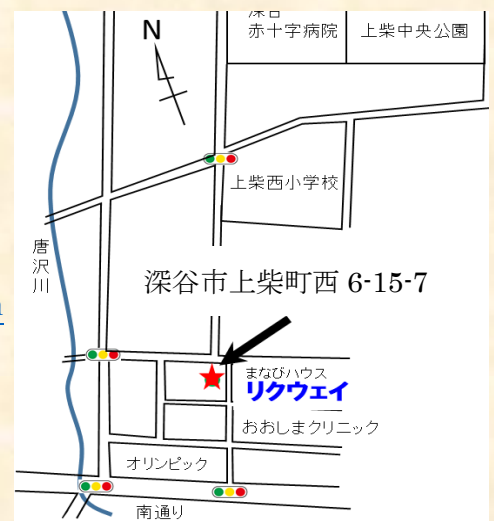 深谷
赤十字病院
上柴中央公園
N
上柴西小学校
唐沢川
深谷市上柴町西 6-15-7
まなびハウス
リクウェイ
おおしまクリニック
オリンピック
南通り